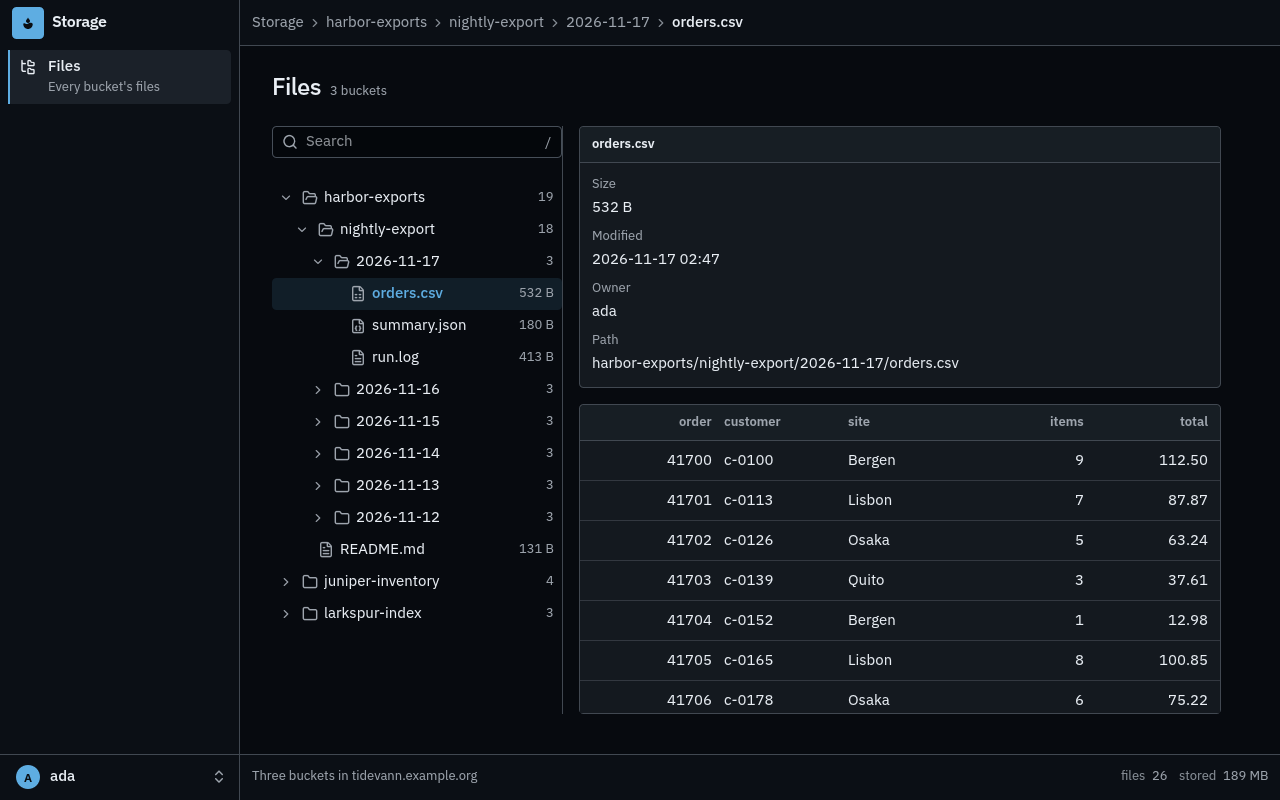 Storage
Files
Every bucket's files
ada
A
Storage > harbor-exports > nightly-export > 2026-11-17 > orders.csv
Files 3 buckets
Search /
harbor-exports 19
nightly-export 18
2026-11-17 3
orders.csv 532 B
summary.json 180 B
run.log 413 B
2026-11-16 3
2026-11-15 3
2026-11-14 3
2026-11-13 3
2026-11-12 3
README.md 131 B
juniper-inventory 4
larkspur-index 3
orders.csv
Size
532 B
Modified
2026-11-17 02:47
Owner
ada
Path
harbor-exports/nightly-export/2026-11-17/orders.csv
order customer site items total
41700 c-0100 Bergen 9 112.50
41701 c-0113 Lisbon 7 87.87
41702 c-0126 Osaka 5 63.24
41703 c-0139 Quito 3 37.61
41704 c-0152 Bergen 1 12.98
41705 c-0165 Lisbon 8 100.85
41706 c-0178 Osaka 6 75.22
Three buckets in tidevann.example.org
files 26 stored 189 MB